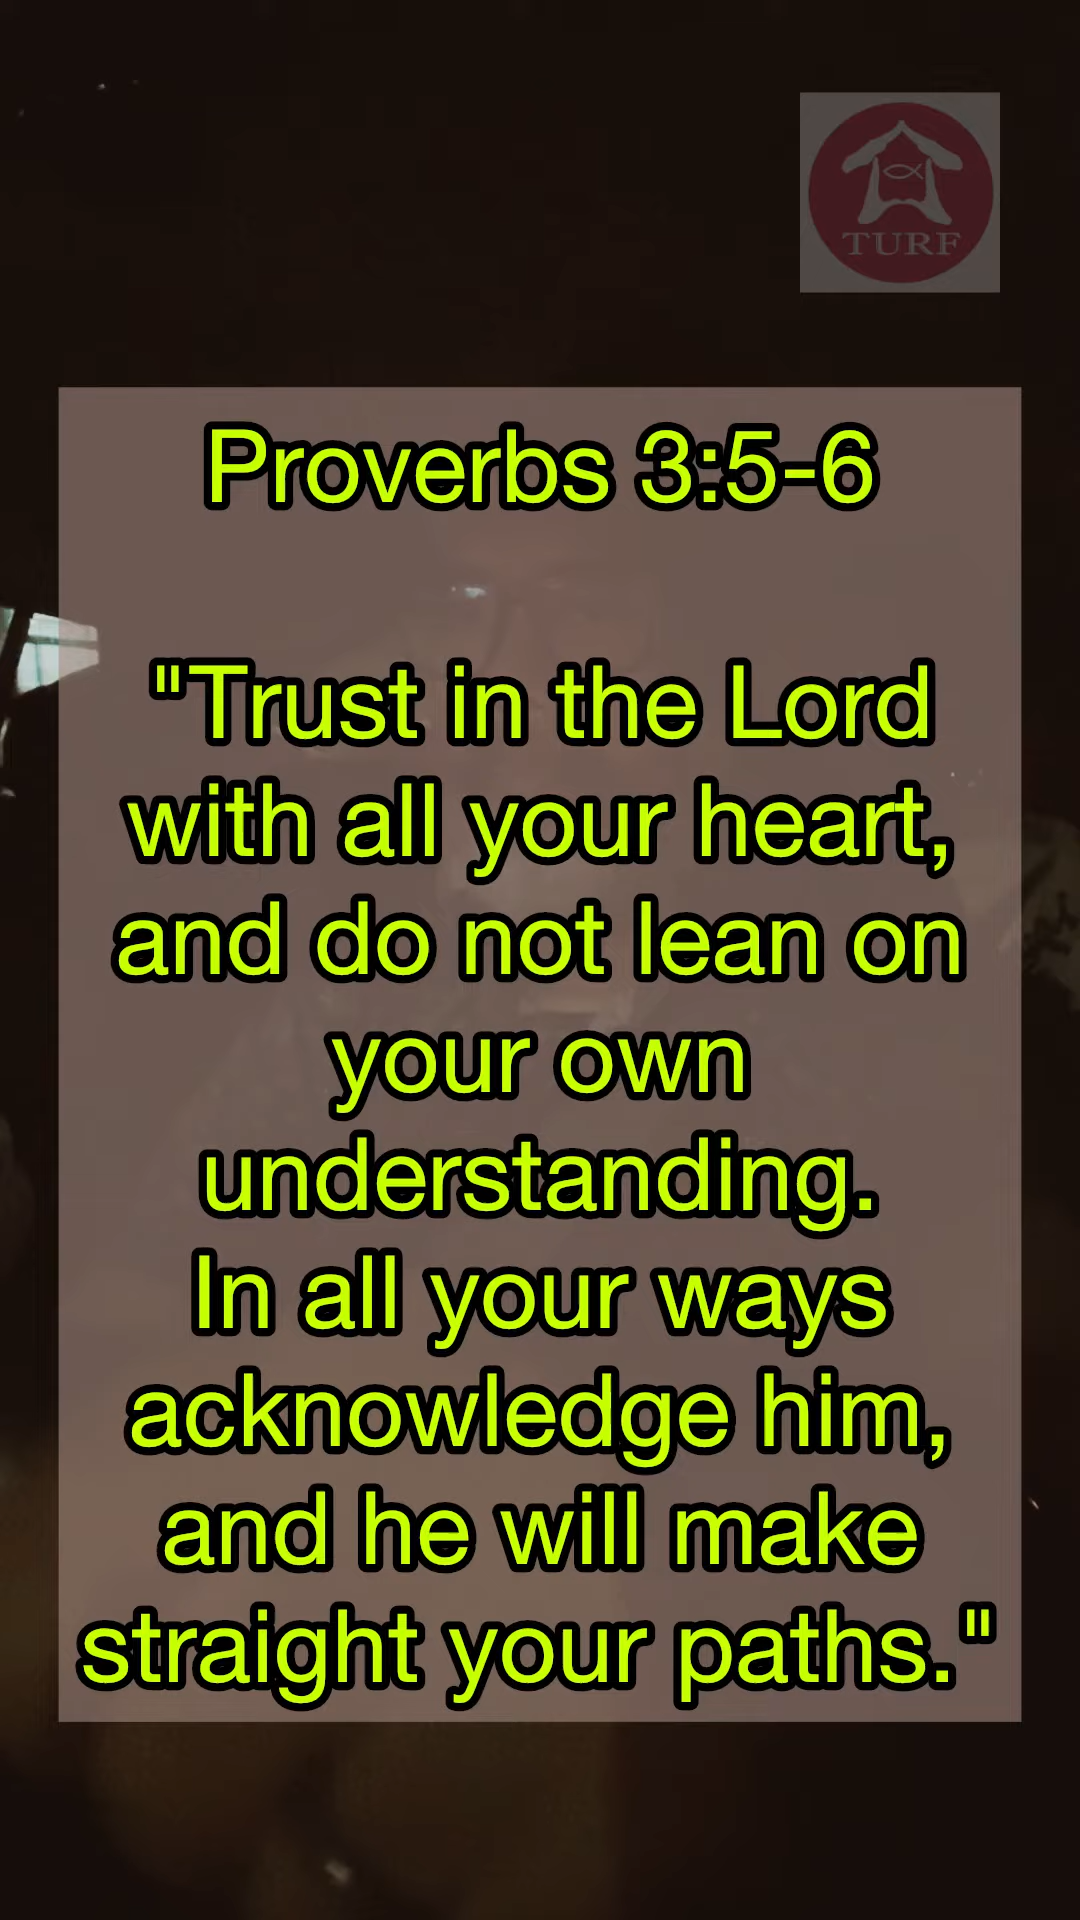 TURF
Proverbs 3:5-6
"Trust in the Lord
with all your heart,
and do not lean on
your own
understanding.
In all your ways
acknowledge him,
and he will make
straight your paths."